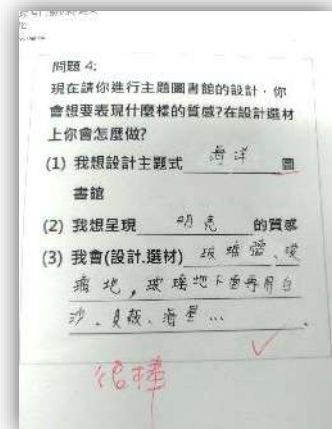 問題 4:
現在請你進行主題圖書館的設計，你
會想要表現什麼樣的質感?在設計選材
上你會怎麼做?
(1) 我想設計主題式 海洋 圖
書館
(2) 我想呈現 明亮 的質感
(3) 我會(設計.選材) 玻璃窗、玻
璃地，玻璃地下面再用白
沙、貝殼、海星…
很棒